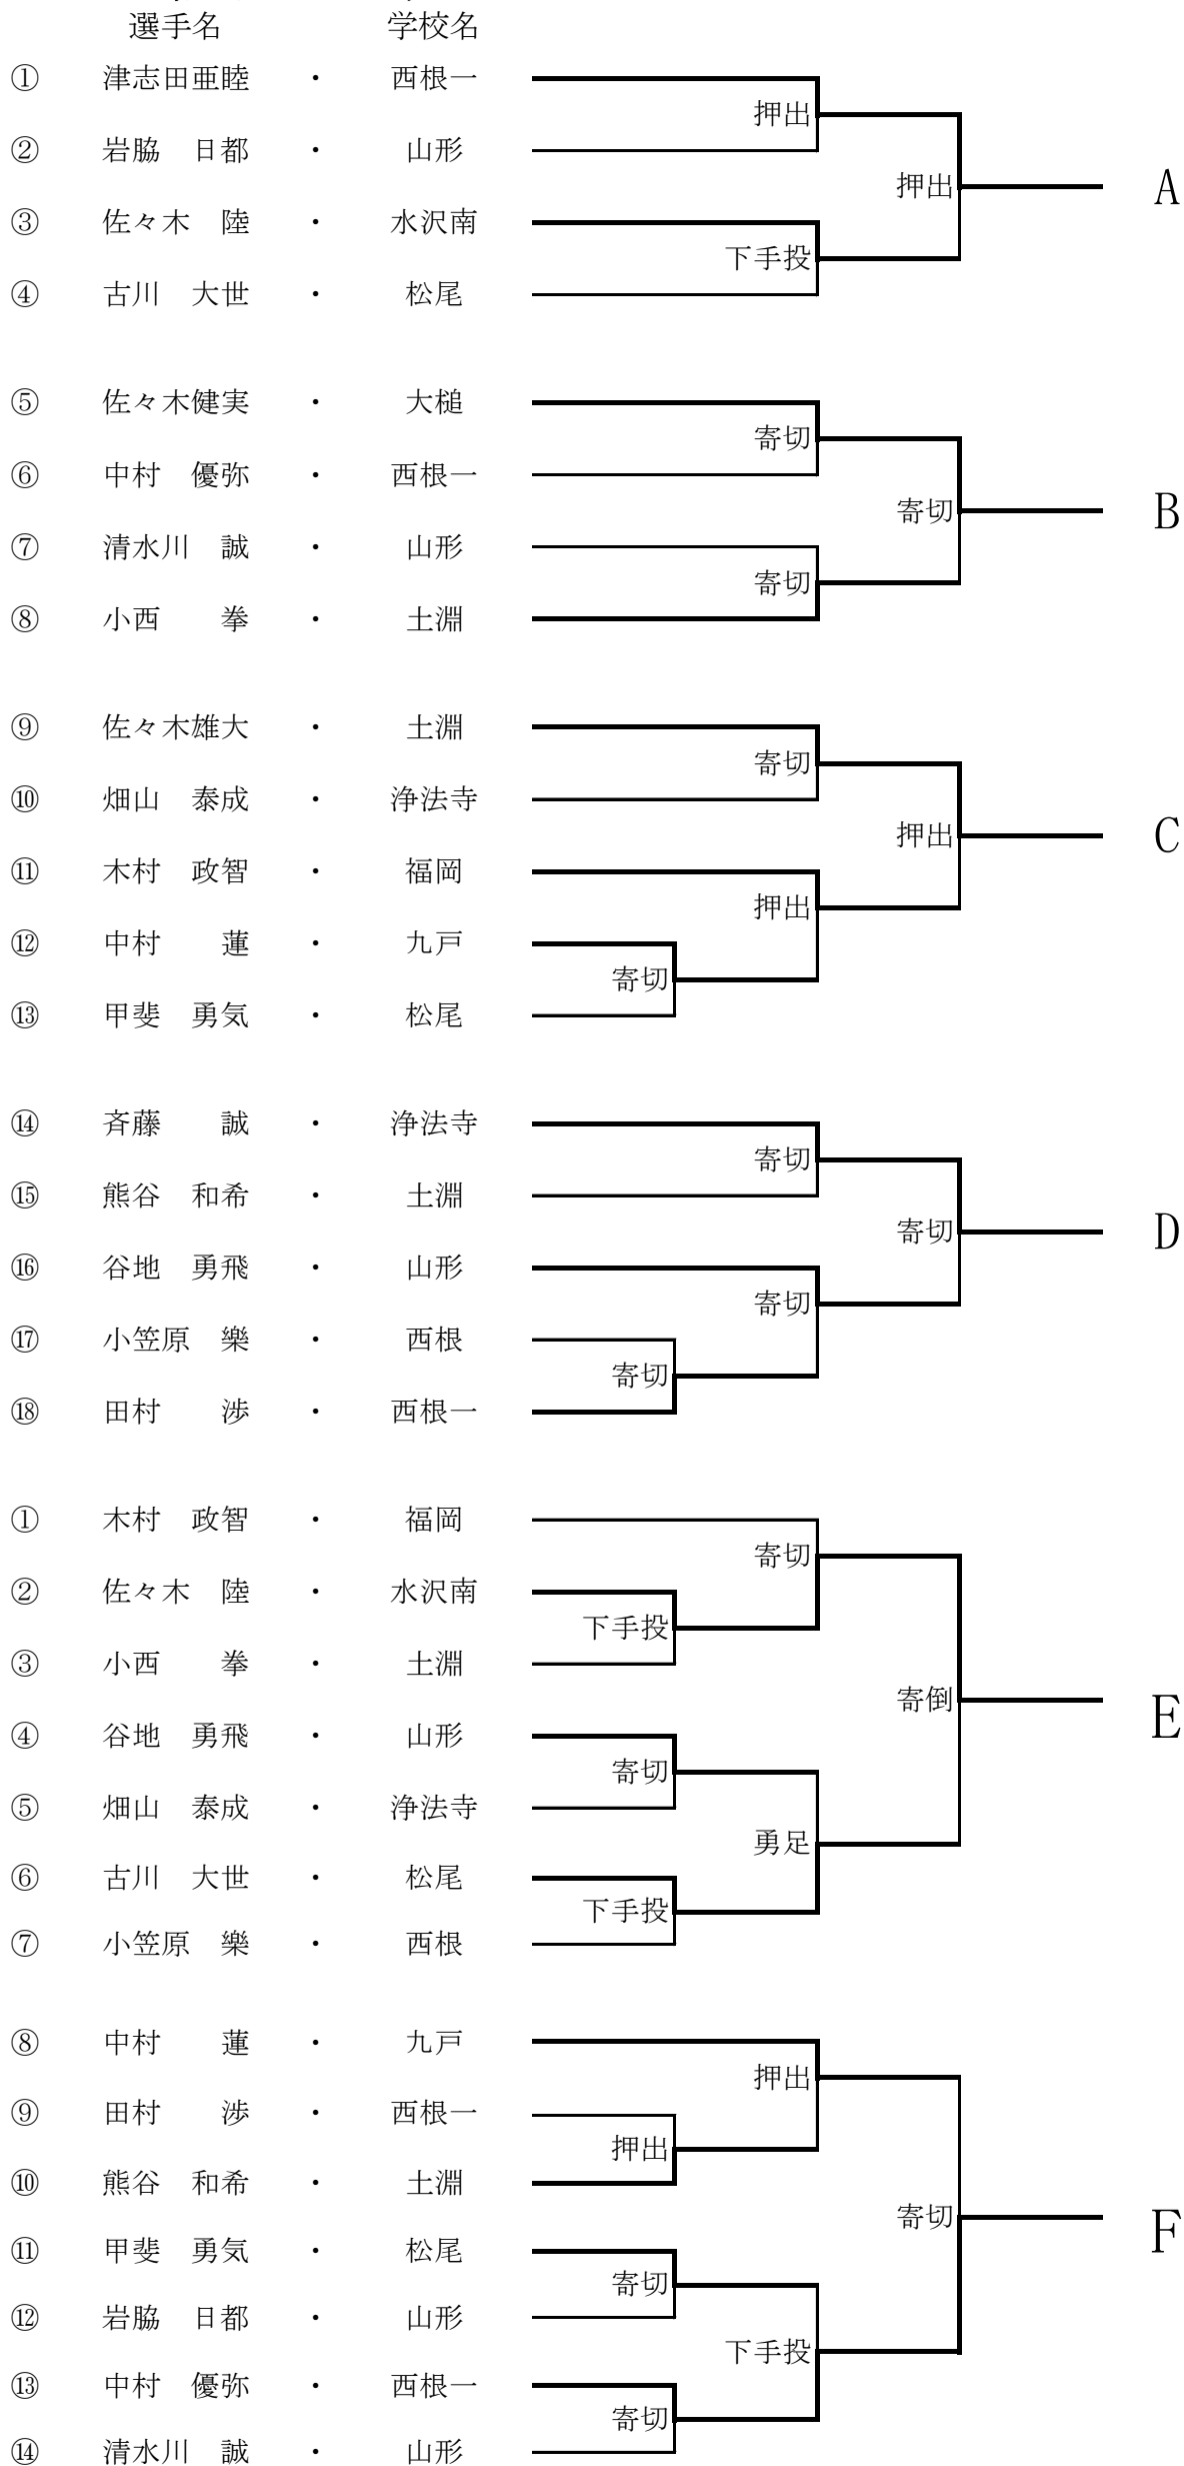 選手名 学校名
① 津志田亜睦 ・ 西根一
押出
② 岩脇 日都 ・ 山形
押出 A
③ 佐々木 陸 ・ 水沢南
下手投
④ 古川 大世 ・ 松尾
⑤ 佐々木健実 ・ 大槌
寄切
⑥ 中村 優弥 ・ 西根一
寄切 B
⑦ 清水川 誠 ・ 山形
寄切
⑧ 小西 拳 ・ 土淵
⑨ 佐々木雄大 ・ 土淵
寄切
⑩ 畑山 泰成 ・ 浄法寺
押出 C
⑪ 木村 政智 ・ 福岡
押出
⑫ 中村 蓮 ・ 九戸
寄切
⑬ 甲斐 勇気 ・ 松尾
⑭ 斉藤 誠 ・ 浄法寺
寄切
⑮ 熊谷 和希 ・ 土淵
寄切 D
⑯ 谷地 勇飛 ・ 山形
寄切
⑰ 小笠原 樂 ・ 西根
寄切
⑱ 田村 渉 ・ 西根一
① 木村 政智 ・ 福岡
寄切
② 佐々木 陸 ・ 水沢南
下手投
③ 小西 拳 ・ 土淵
寄倒 E
④ 谷地 勇飛 ・ 山形
寄切
⑤ 畑山 泰成 ・ 浄法寺
勇足
⑥ 古川 大世 ・ 松尾
下手投
⑦ 小笠原 樂 ・ 西根
⑧ 中村 蓮 ・ 九戸
押出
⑨ 田村 渉 ・ 西根一
押出
⑩ 熊谷 和希 ・ 土淵
寄切 F
⑪ 甲斐 勇気 ・ 松尾
寄切
⑫ 岩脇 日都 ・ 山形
下手投
⑬ 中村 優弥 ・ 西根一
寄切
⑭ 清水川 誠 ・ 山形